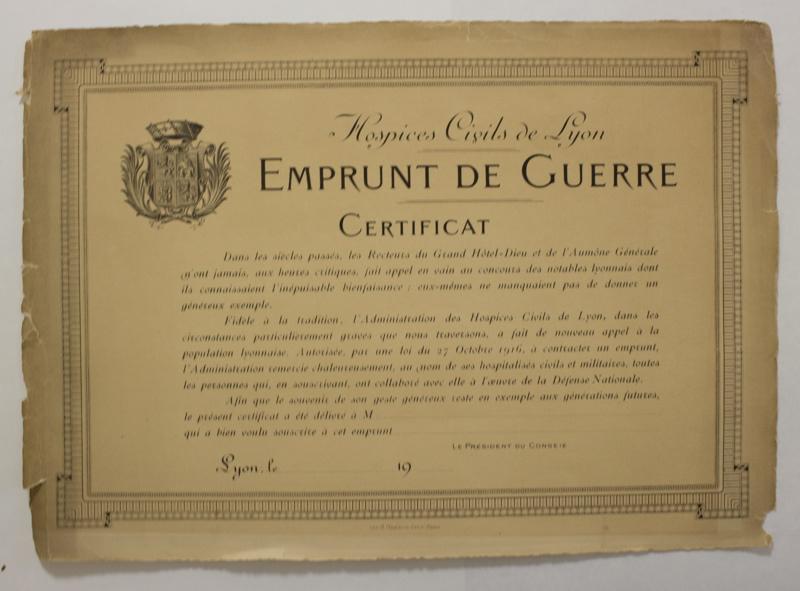 Hospices Civils de Lyon
EMPRUNT DE GUERRE
CERTIFICAT
Dans les siècles passés, les Recteurs du Grand Hôtel-Dieu et de l'Aumône Générale
n'ont jamais, aux heures critiques, fait appel en vain au concours des notables lyonnais dont
ils connaissaient l'inépuisable bienfaisance ; eux-mêmes ne manquaient pas de donner un
généreux exemple.
Fidèle à la tradition, l'Administration des Hospices Civils de Lyon, dans les
circonstances particulièrement graves que nous traversons, a fait de nouveau appel à la
population lyonnaise. Autorisée, par une loi du 27 Octobre 1916, à contracter un emprunt,
l'Administration remercie chaleureusement, au nom de ses hospitalisés civils et militaires, toutes
les personnes qui, en souscrivant, ont collaboré avec elle à l'œuvre de la Défense Nationale.
Afin que le souvenir de son geste généreux reste en exemple aux générations futures,
le présent certificat a été délivré à M
qui a bien voulu souscrire à cet emprunt
LE PRÉSIDENT DU CONSEIL
Lyon, le 19